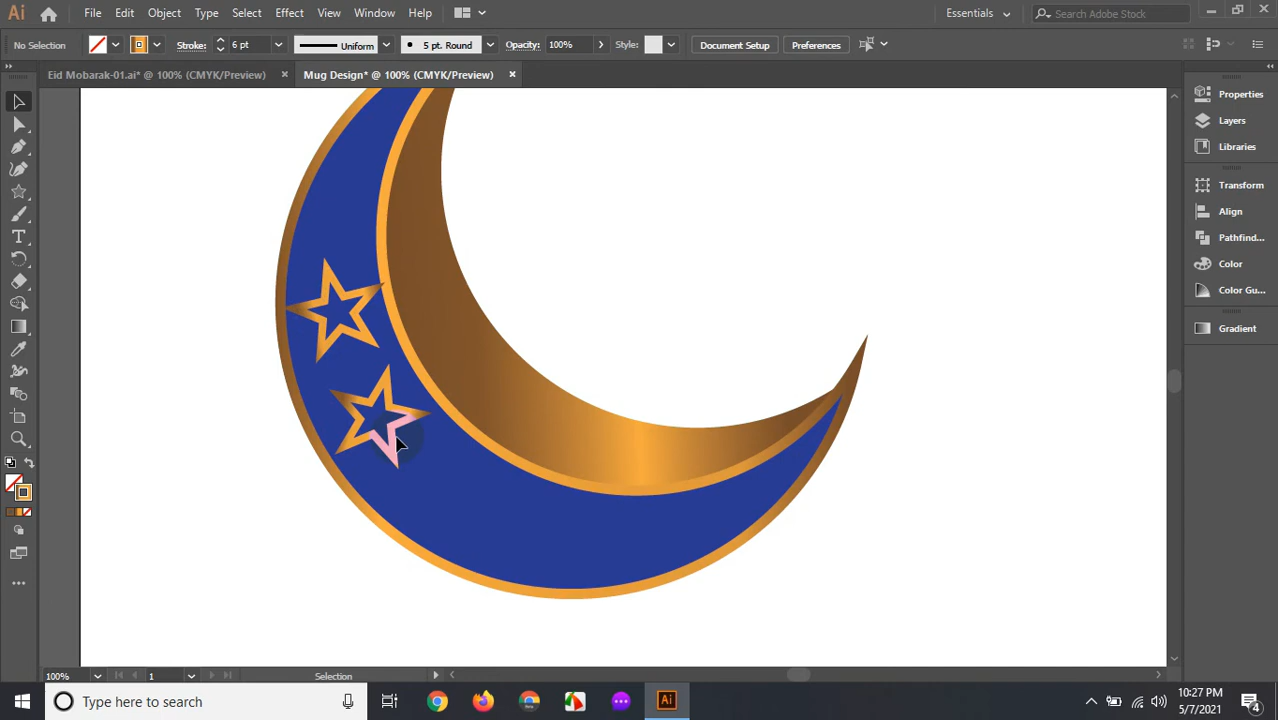 Ai File Edit Object Type Select Effect View Window Help Essentials Search Adobe Stock
No Selection Stroke: 6 pt Uniform 5 pt. Round Opacity: 100% Style: Document Setup Preferences
Eid Mobarak-01.ai* @ 100% (CMYK/Preview) Mug Design* @ 100% (CMYK/Preview)
Properties
Layers
Libraries
Transform
Align
Pathfind...
Color
Color Gu...
Gradient
T
100% 1 Selection
Type here to search Ai 10:27 PM
5/7/2021 4